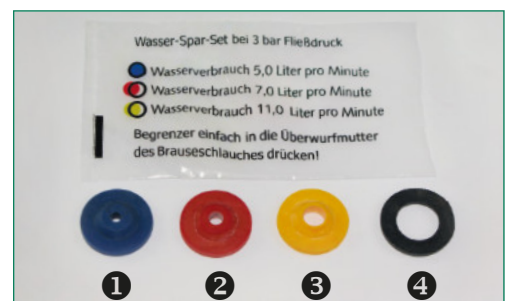 Wasser-Spar-Set bei 3 bar Fließdruck
Wasserverbrauch 5,0 Liter pro Minute
Wasserverbrauch 7,0 Liter pro Minute
Wasserverbrauch 11,0 Liter pro Minute
Begrenzer einfach in die Überwurfmutter
des Brauseschlauches drücken!
1 2 3 4